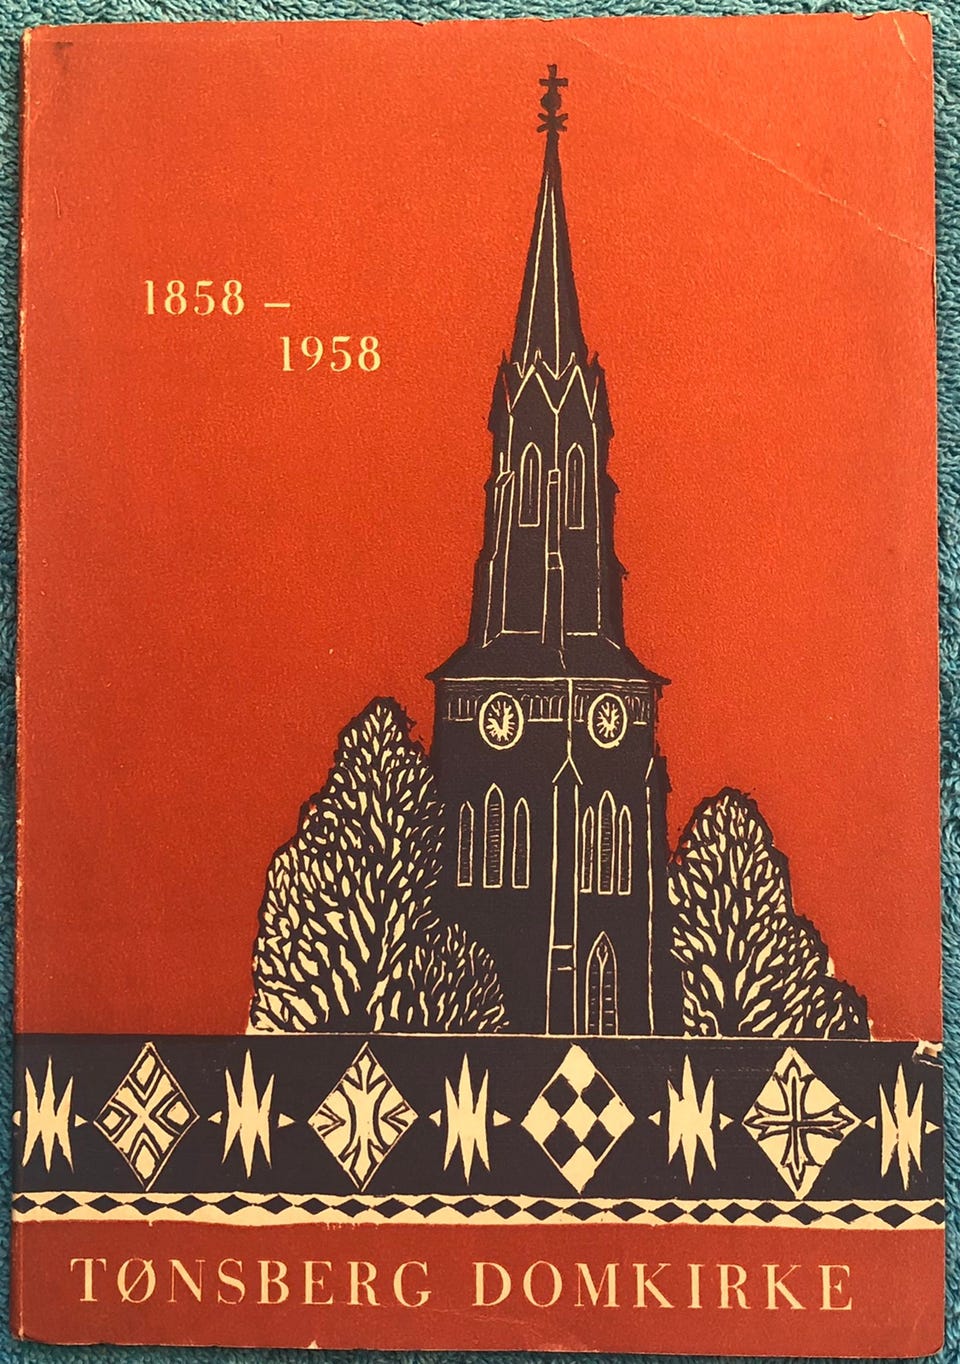 1858 –
1958
TØNSBERG DOMKIRKE